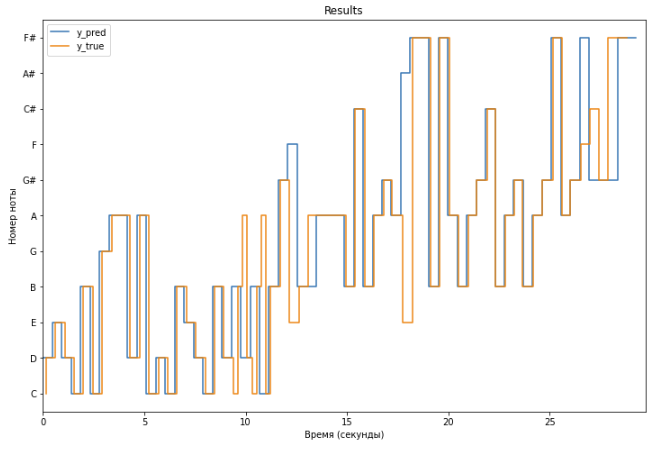 Results
y_pred
y_true
F#
A#
C#
F
G#
A
G
B
E
D
C
Номер ноты
0 5 10 15 20 25
Время (секунды)